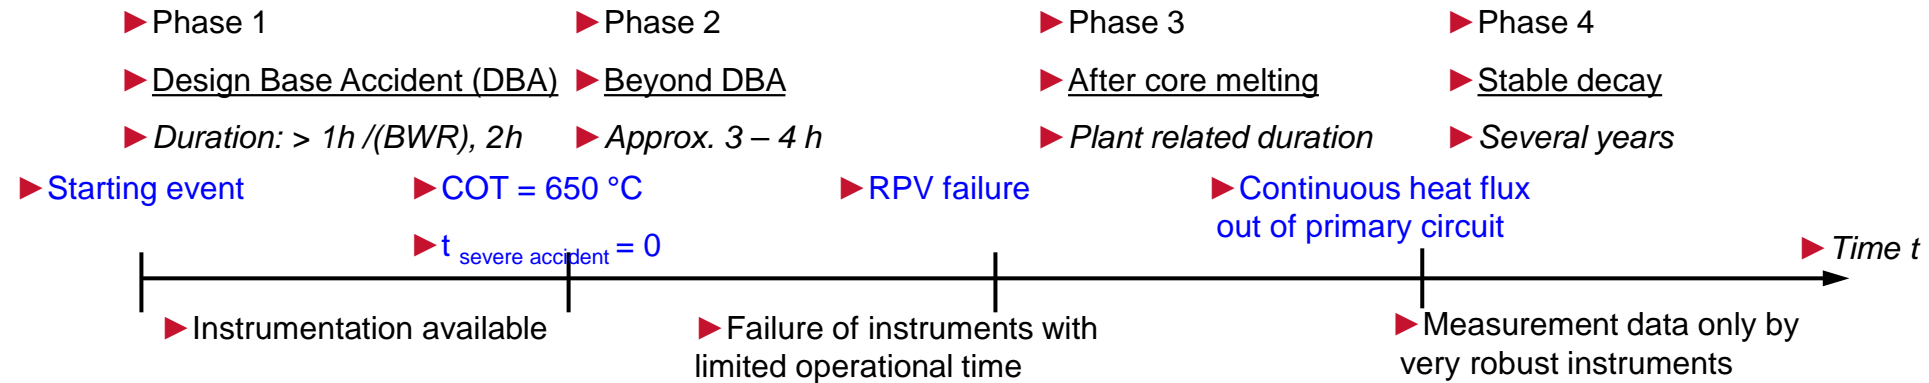 ►Phase 1
►Phase 2
►Phase 3
►Phase 4
►Design Base Accident (DBA)
►Beyond DBA
►After core melting
►Stable decay
►Duration: > 1h /(BWR), 2h
►Approx. 3 – 4 h
►Plant related duration
►Several years
►Starting event
►COT = 650 °C
►RPV failure
►Continuous heat flux
out of primary circuit
►t severe accident = 0
►Time t
►Instrumentation available
►Failure of instruments with
limited operational time
►Measurement data only by
very robust instruments